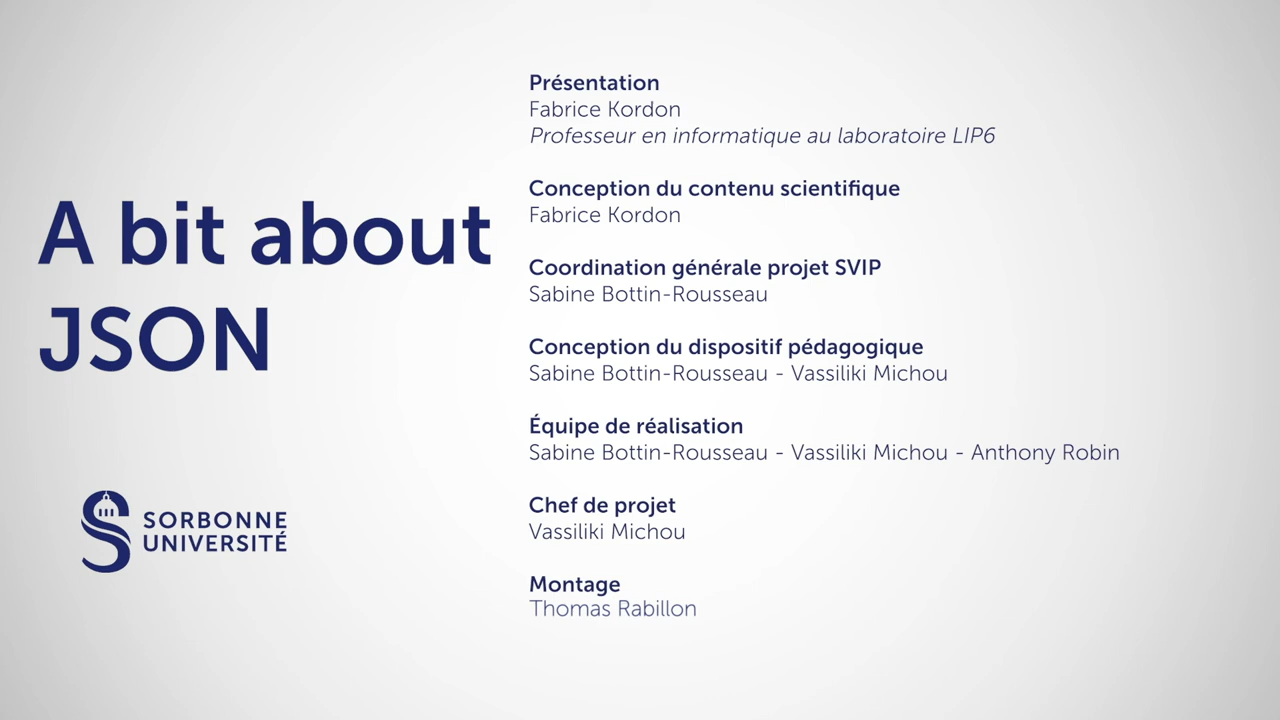 A bit about
JSON
SORBONNE
UNIVERSITÉ
Présentation
Fabrice Kordon
Professeur en informatique au laboratoire LIP6
Conception du contenu scientifique
Fabrice Kordon
Coordination générale projet SVIP
Sabine Bottin-Rousseau
Conception du dispositif pédagogique
Sabine Bottin-Rousseau - Vassiliki Michou
Équipe de réalisation
Sabine Bottin-Rousseau - Vassiliki Michou - Anthony Robin
Chef de projet
Vassiliki Michou
Montage
Thomas Rabillon